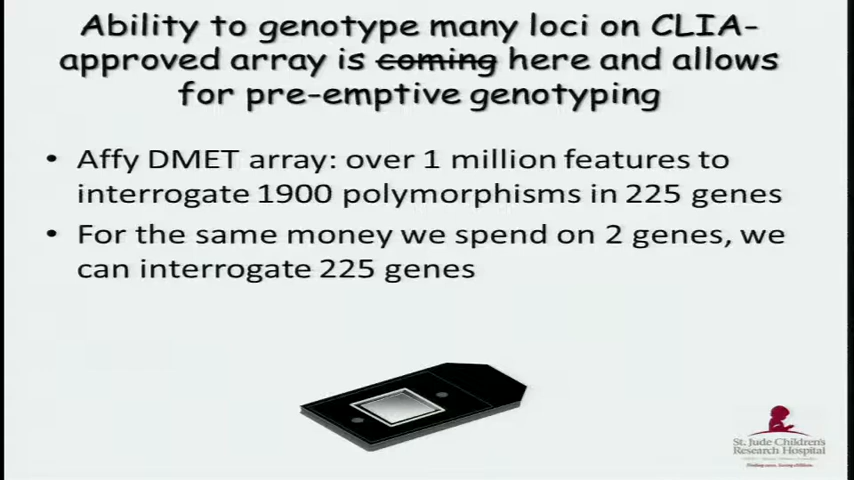 Ability to genotype many loci on CLIA-
approved array is coming here and allows
for pre-emptive genotyping
• Affy DMET array: over 1 million features to
interrogate 1900 polymorphisms in 225 genes
• For the same money we spend on 2 genes, we
can interrogate 225 genes
St. Jude Children's
Research Hospital
Finding cures. Saving children.